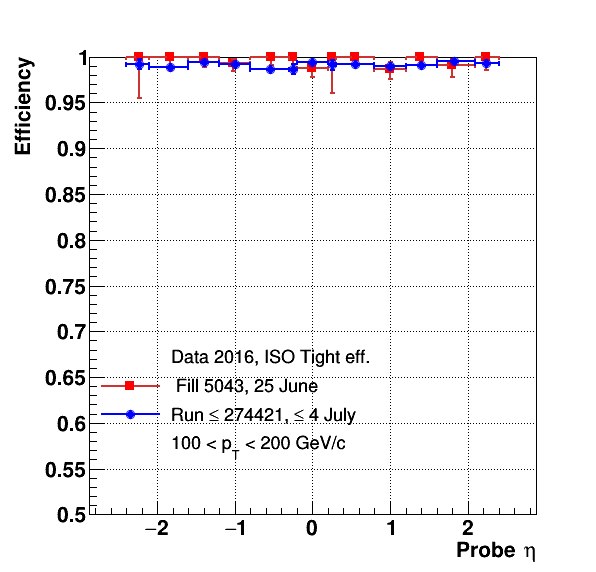 Efficiency
1
0.95
0.9
0.85
0.8
0.75
0.7
0.65
0.6
0.55
0.5
Data 2016, ISO Tight eff.
Fill 5043, 25 June
Run ≤ 274421, ≤ 4 July
100 < p_T < 200 GeV/c
−2 −1 0 1 2
Probe η